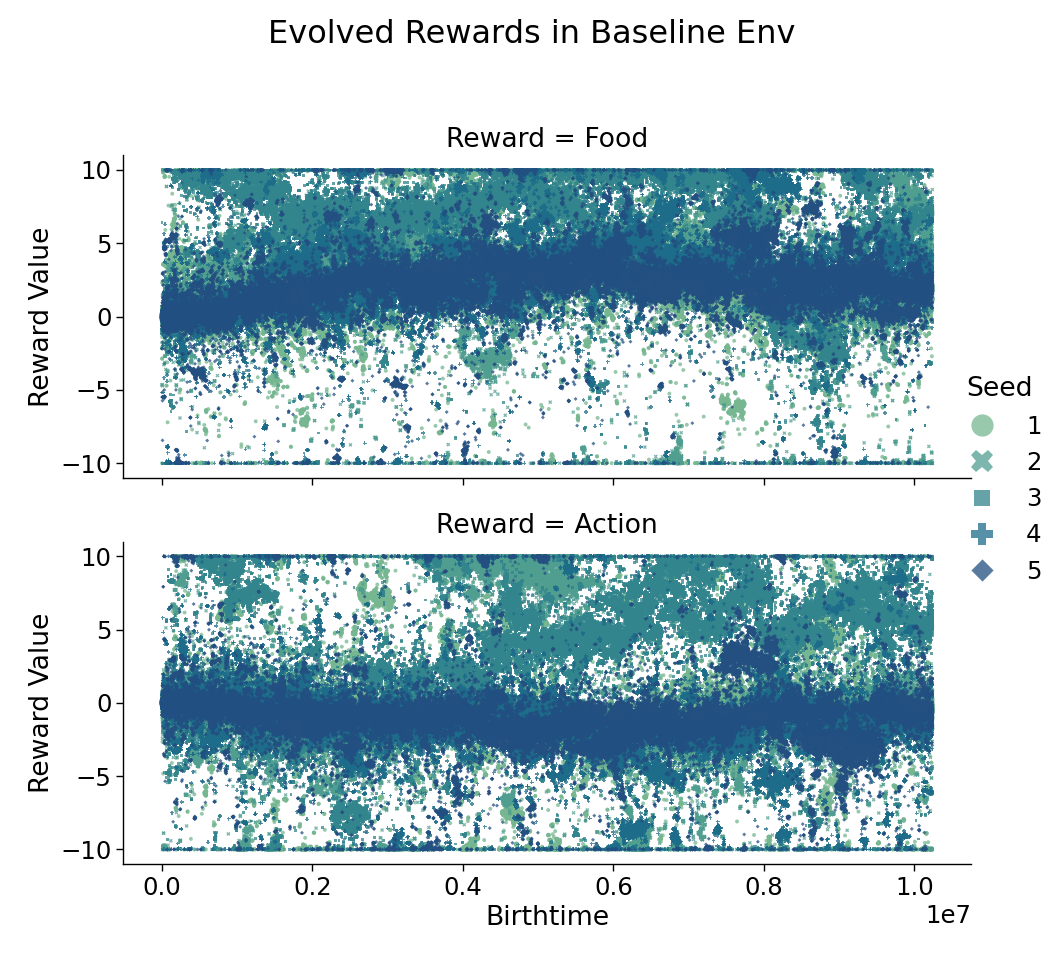 Evolved Rewards in Baseline Env
Reward = Food
10
5
0
−5
−10
Reward Value
Seed
1
2
3
4
5
Reward = Action
10
5
0
−5
−10
Reward Value
0.0 0.2 0.4 0.6 0.8 1.0
1e7
Birthtime